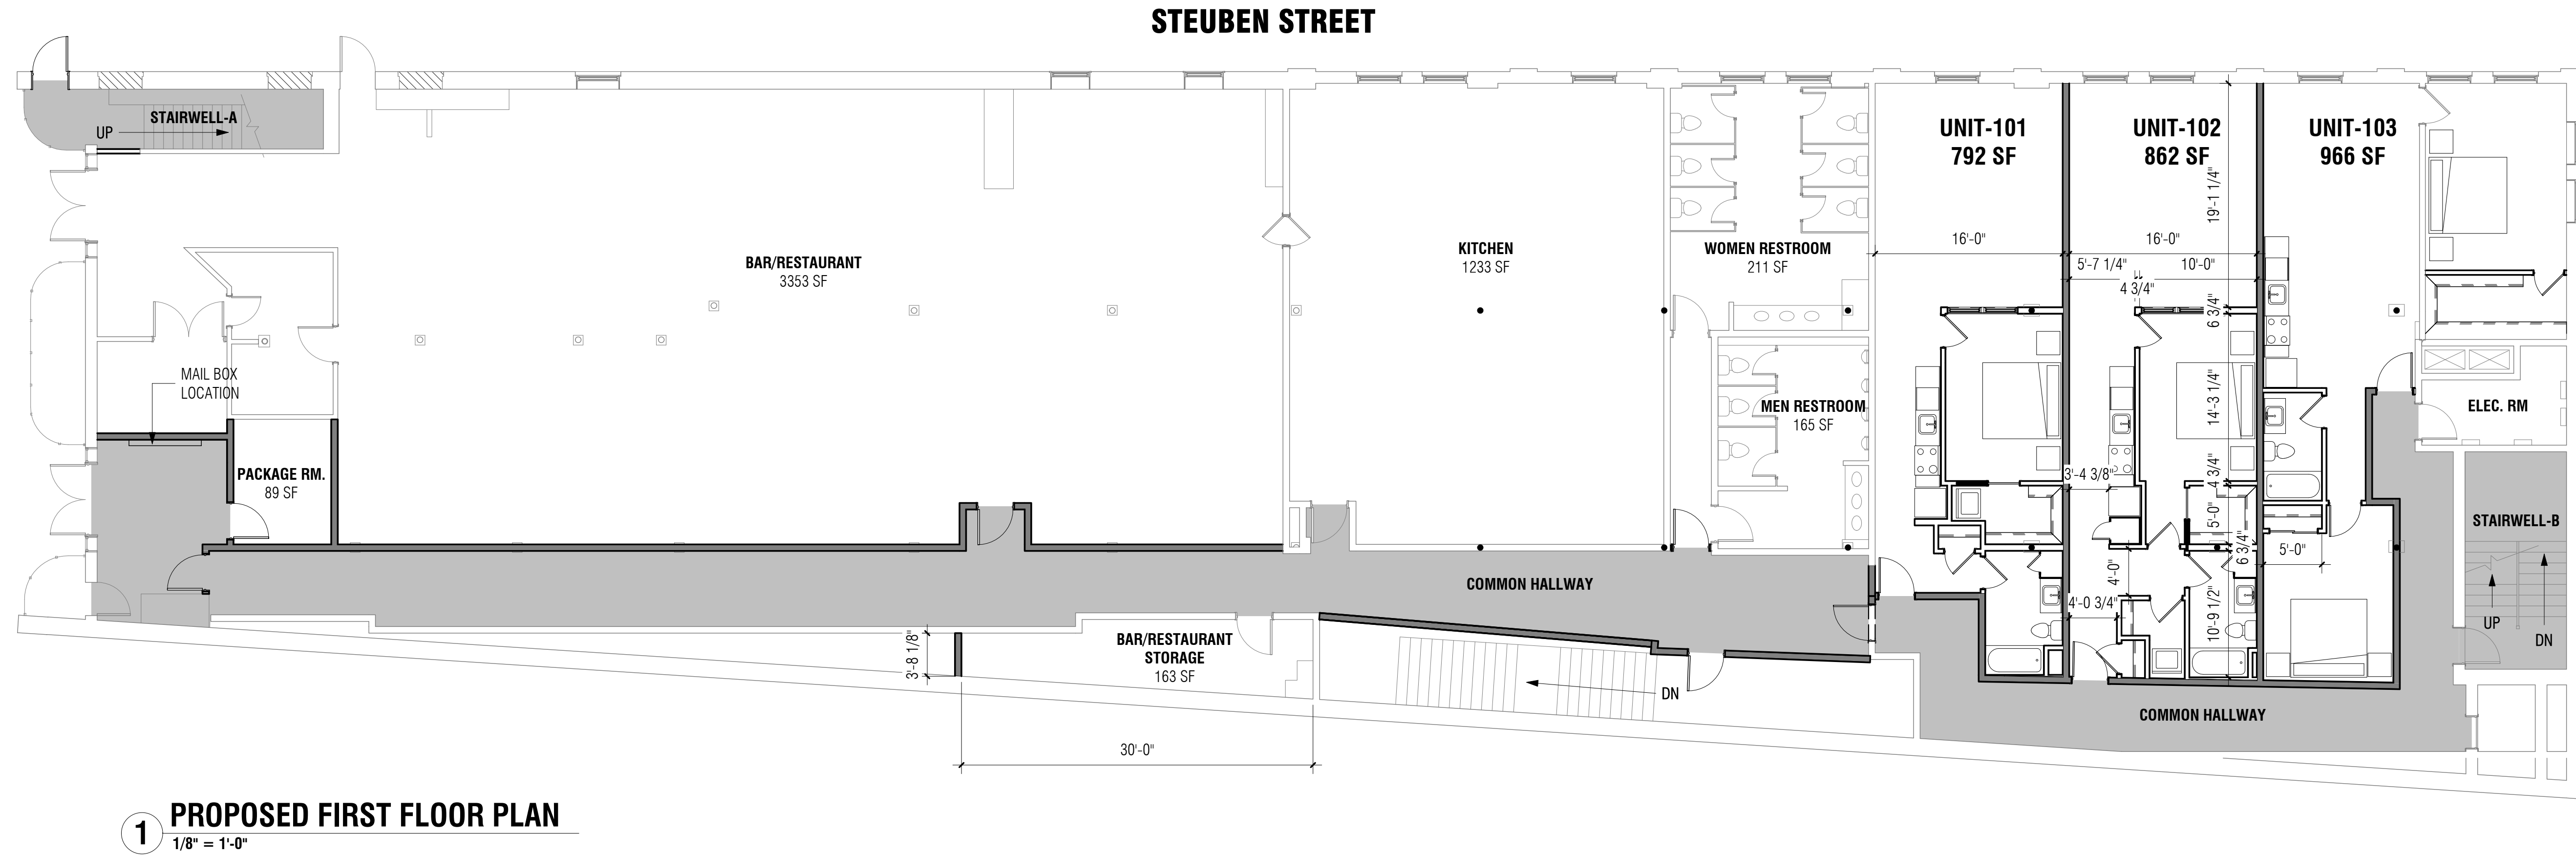 STEUBEN STREET
STAIRWELL-A
UP
UNIT-101
792 SF
UNIT-102
862 SF
UNIT-103
966 SF
19'-1 1/4"
BAR/RESTAURANT
3353 SF
KITCHEN
1233 SF
WOMEN RESTROOM
211 SF
16'-0"
16'-0"
5'-7 1/4"
10'-0"
4 3/4"
6 3/4"
MAIL BOX
LOCATION
MEN RESTROOM
165 SF
14'-3 1/4"
ELEC. RM
PACKAGE RM.
89 SF
3'-4 3/8"
4 3/4"
5'-0"
6 3/4"
5'-0"
STAIRWELL-B
COMMON HALLWAY
4'-0"
4'-0 3/4"
10'-9 1/2"
UP
DN
3'-8 1/8"
BAR/RESTAURANT
STORAGE
163 SF
DN
COMMON HALLWAY
30'-0"
1
PROPOSED FIRST FLOOR PLAN
1/8" = 1'-0"